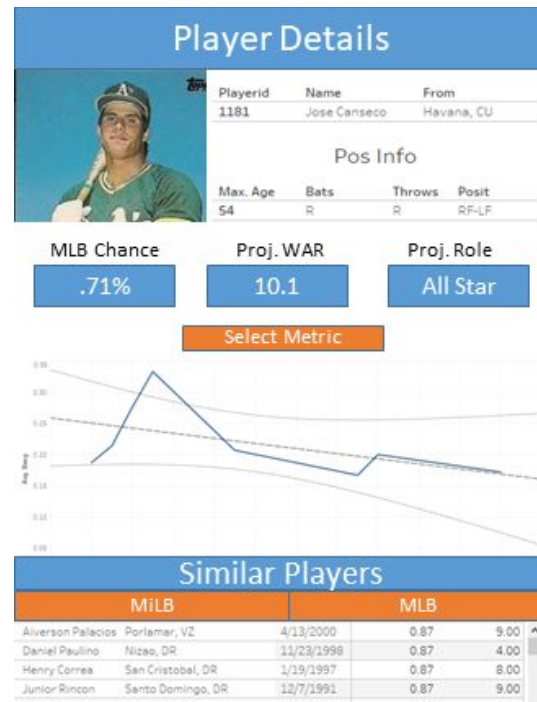 Player Details
Playerid Name From
1181 Jose Canseco Havana, CU
Pos Info
Max. Age Bats Throws Posit
54 R R RF-LF
MLB Chance Proj. WAR Proj. Role
.71% 10.1 All Star
Select Metric
Similar Players
MiLB MLB
Aiverson Palacios Porlamar, VZ 4/13/2000 0.87 9.00
Daniel Paulino Nizao, DR 11/23/1998 0.87 4.00
Henry Correa San Cristobal, DR 1/19/1997 0.87 8.00
Junior Rincon Santo Domingo, DR 12/7/1991 0.87 9.00